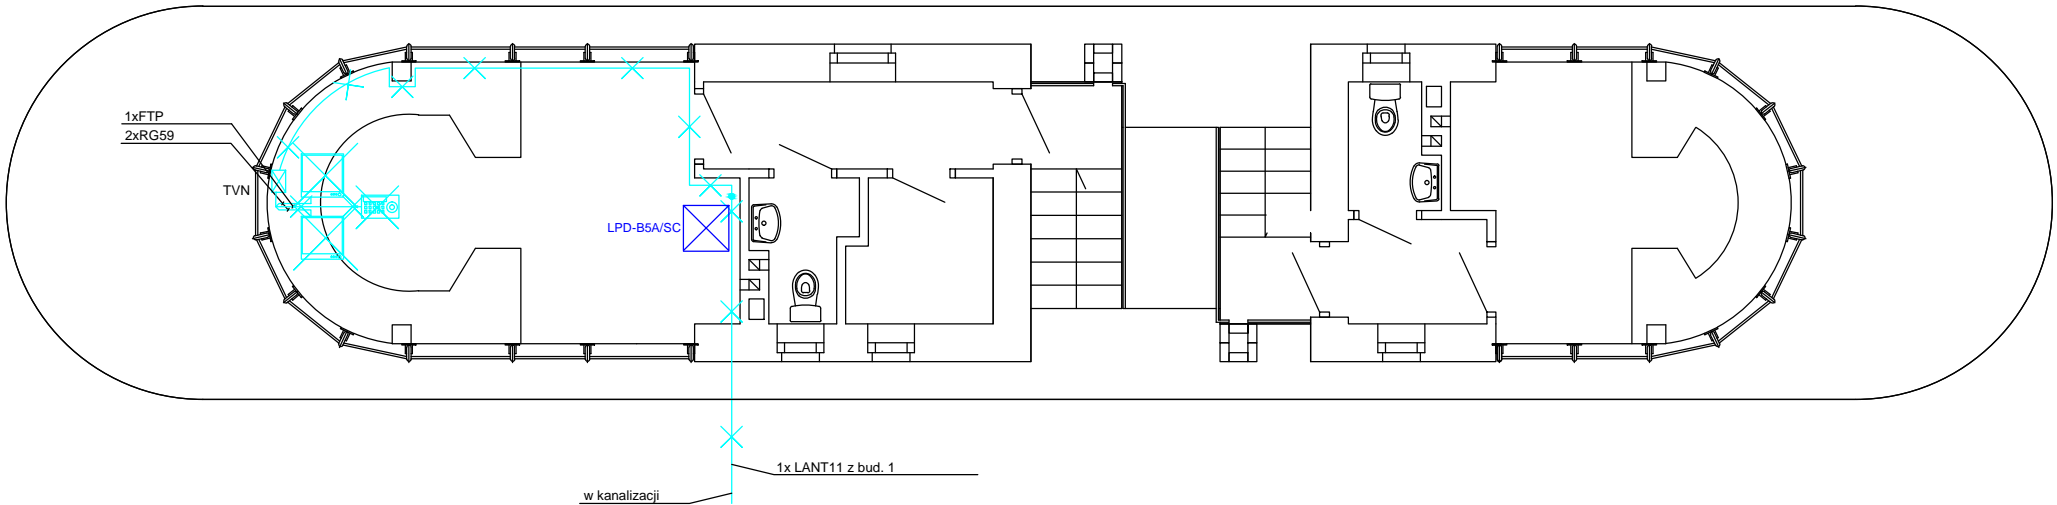 1xFTP
2xRG59
TVN
LPD-B5A/SC
1x LANT11 z bud. 1
w kanalizacji